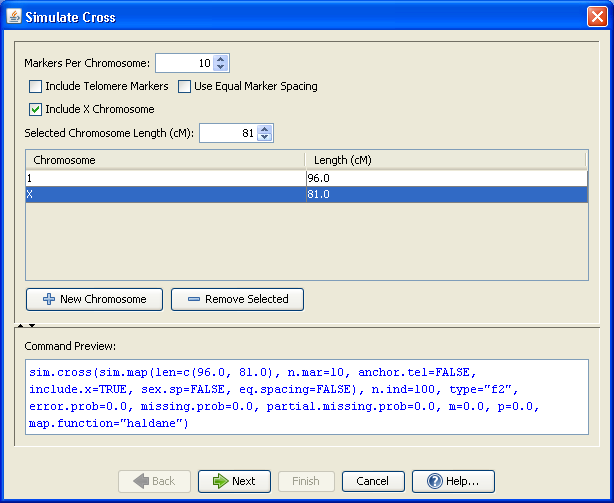 Simulate Cross
Markers Per Chromosome: 10
Include Telomere Markers Use Equal Marker Spacing
Include X Chromosome
Selected Chromosome Length (cM): 81
Chromosome Length (cM)
1 96.0
X 81.0
New Chromosome Remove Selected
Command Preview:
sim.cross(sim.map(len=c(96.0, 81.0), n.mar=10, anchor.tel=FALSE,
include.x=TRUE, sex.sp=FALSE, eq.spacing=FALSE), n.ind=100, type="f2",
error.prob=0.0, missing.prob=0.0, partial.missing.prob=0.0, m=0.0, p=0.0,
map.function="haldane")
Back Next Finish Cancel Help...